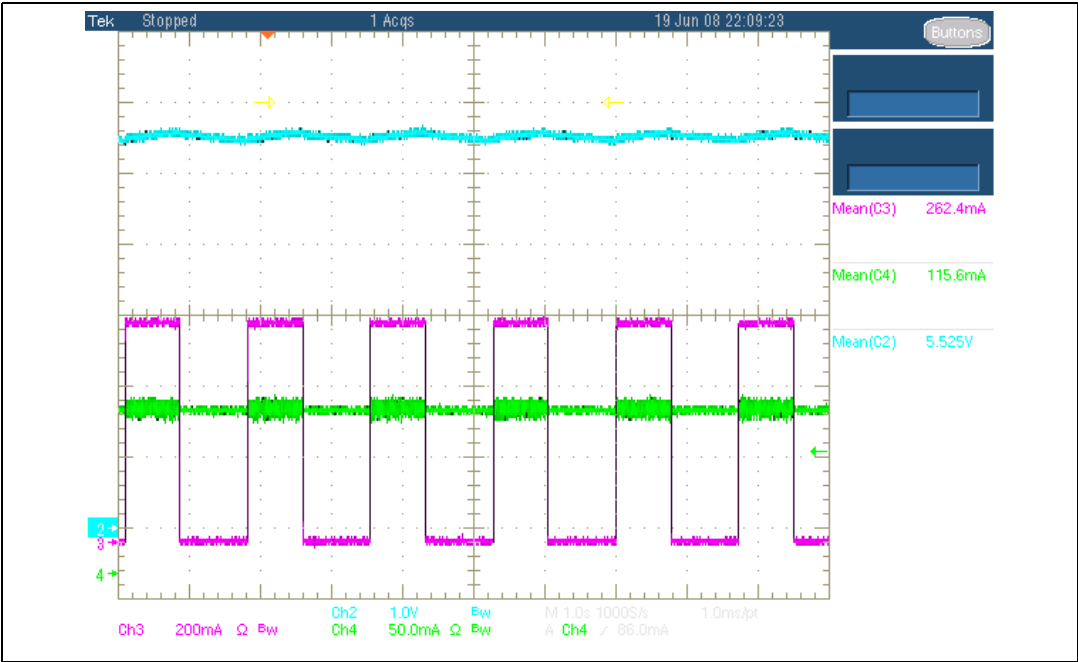 Tek Stopped 1 Acqs 19 Jun 08 22:09:23
Buttons
Mean(C3) 262.4mA
Mean(C4) 115.6mA
Mean(C2) 5.525V
2
3
4
Ch2 1.0V Bw M 1.0s 1000S/s 1.0ms/pt
Ch3 200mA Ω Bw Ch4 50.0mA Ω Bw A Ch4 ∕ 86.0mA